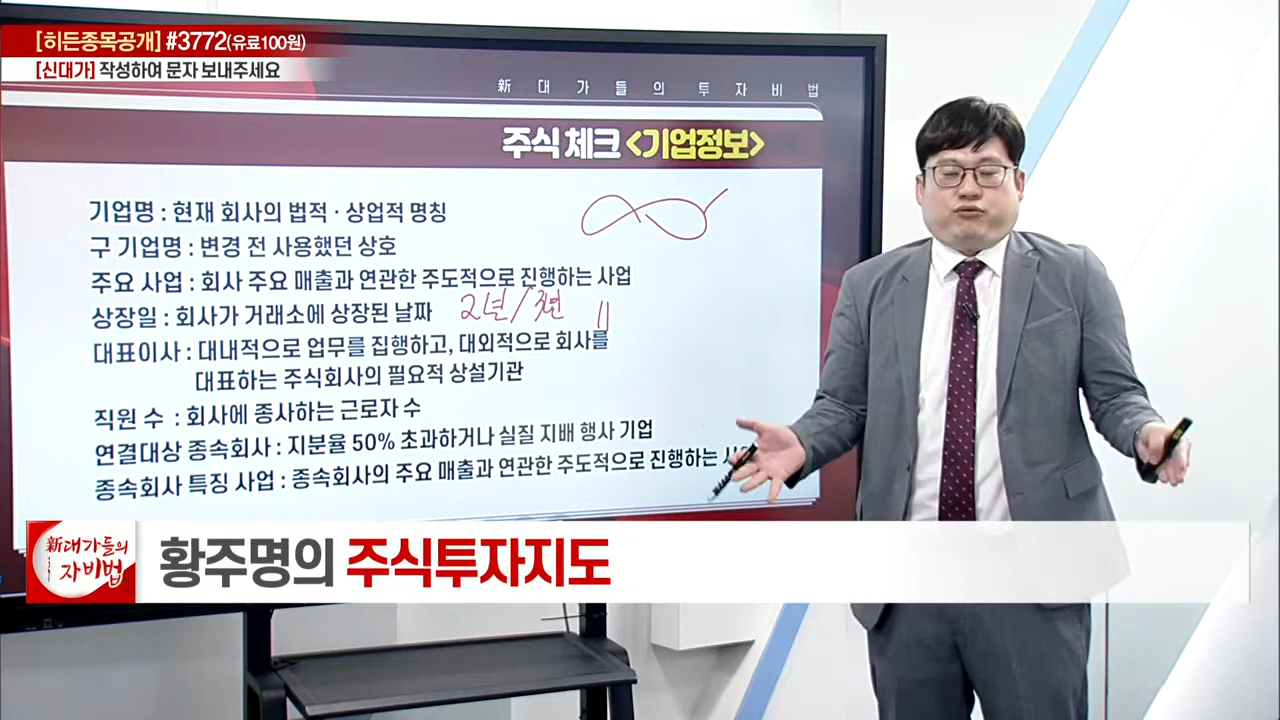 [히든종목공개] #3772(유료100원)
[신대가] 작성하여 문자 보내주세요
新 대 가 들 의 투 자 비 법
주식 체크 <기업정보>
기업명 : 현재 회사의 법적 · 상업적 명칭
구 기업명 : 변경 전 사용했던 상호
주요 사업 : 회사 주요 매출과 연관한 주도적으로 진행하는 사업
상장일 : 회사가 거래소에 상장된 날짜 2년/3년
대표이사 : 대내적으로 업무를 집행하고, 대외적으로 회사를
대표하는 주식회사의 필요적 상설기관
직원 수 : 회사에 종사하는 근로자 수
연결대상 종속회사 : 지분율 50% 초과하거나 실질 지배 행사 기업
종속회사 특징 사업 : 종속회사의 주요 매출과 연관한 주도적으로 진행하는
新대가들의
자비법
황주명의 주식투자지도